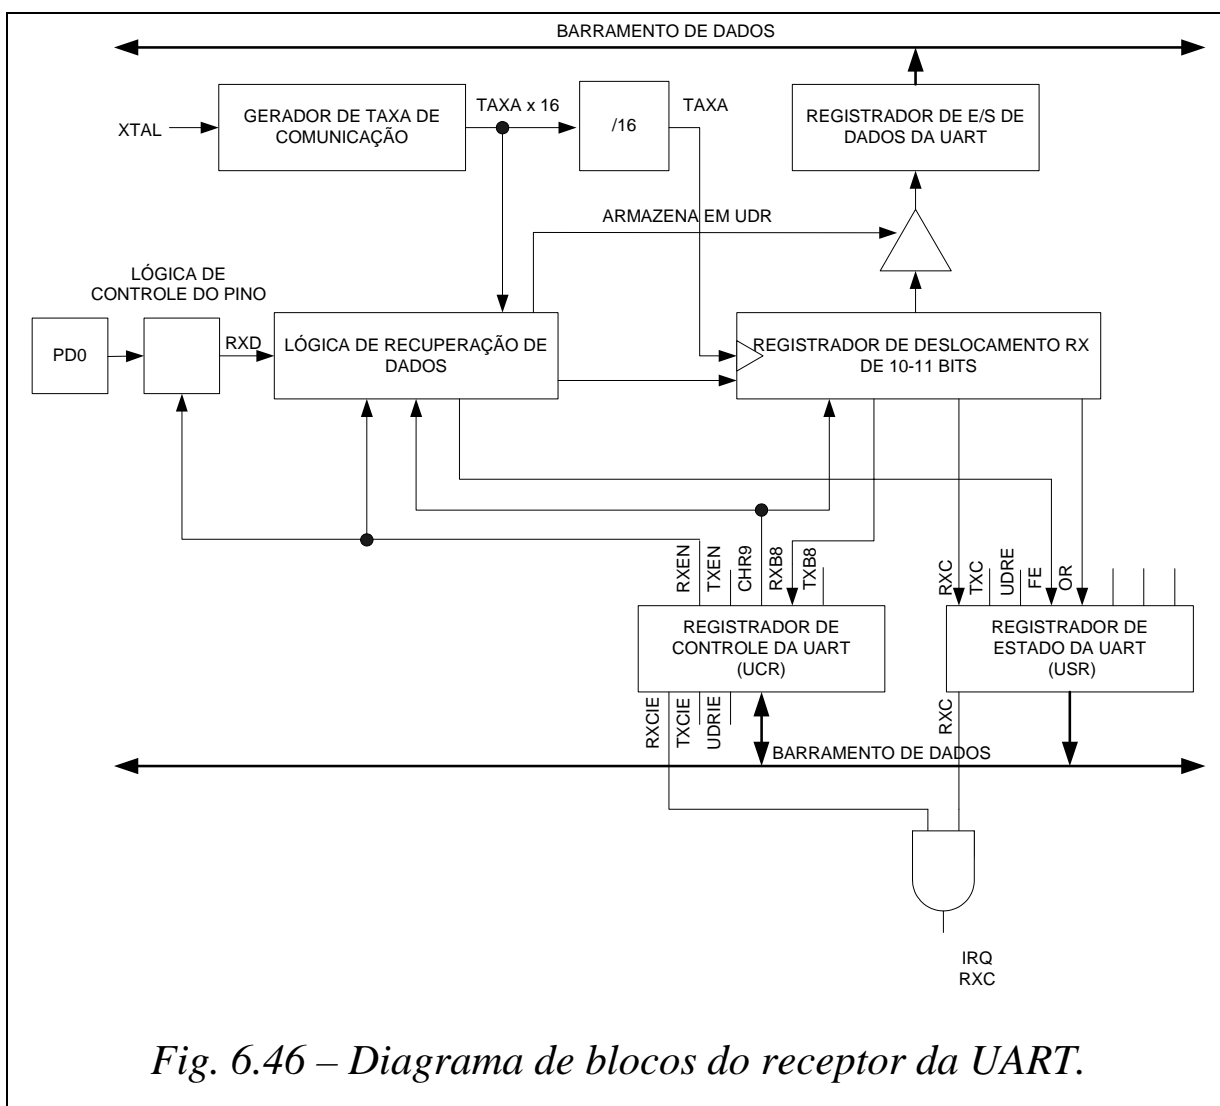 BARRAMENTO DE DADOS
XTAL
GERADOR DE TAXA DE
COMUNICAÇÃO
TAXA x 16
/16
TAXA
REGISTRADOR DE E/S DE
DADOS DA UART
ARMAZENA EM UDR
LÓGICA DE
CONTROLE DO PINO
PD0
RXD
LÓGICA DE RECUPERAÇÃO DE
DADOS
REGISTRADOR DE DESLOCAMENTO RX
DE 10-11 BITS
RXEN
TXEN
CHR9
RXB8
TXB8
RXC
TXC
UDRE
FE
OR
REGISTRADOR DE
CONTROLE DA UART
(UCR)
REGISTRADOR DE
ESTADO DA UART
(USR)
RXCIE
TXCIE
UDRIE
RXC
BARRAMENTO DE DADOS
IRQ
RXC
Fig. 6.46 – Diagrama de blocos do receptor da UART.